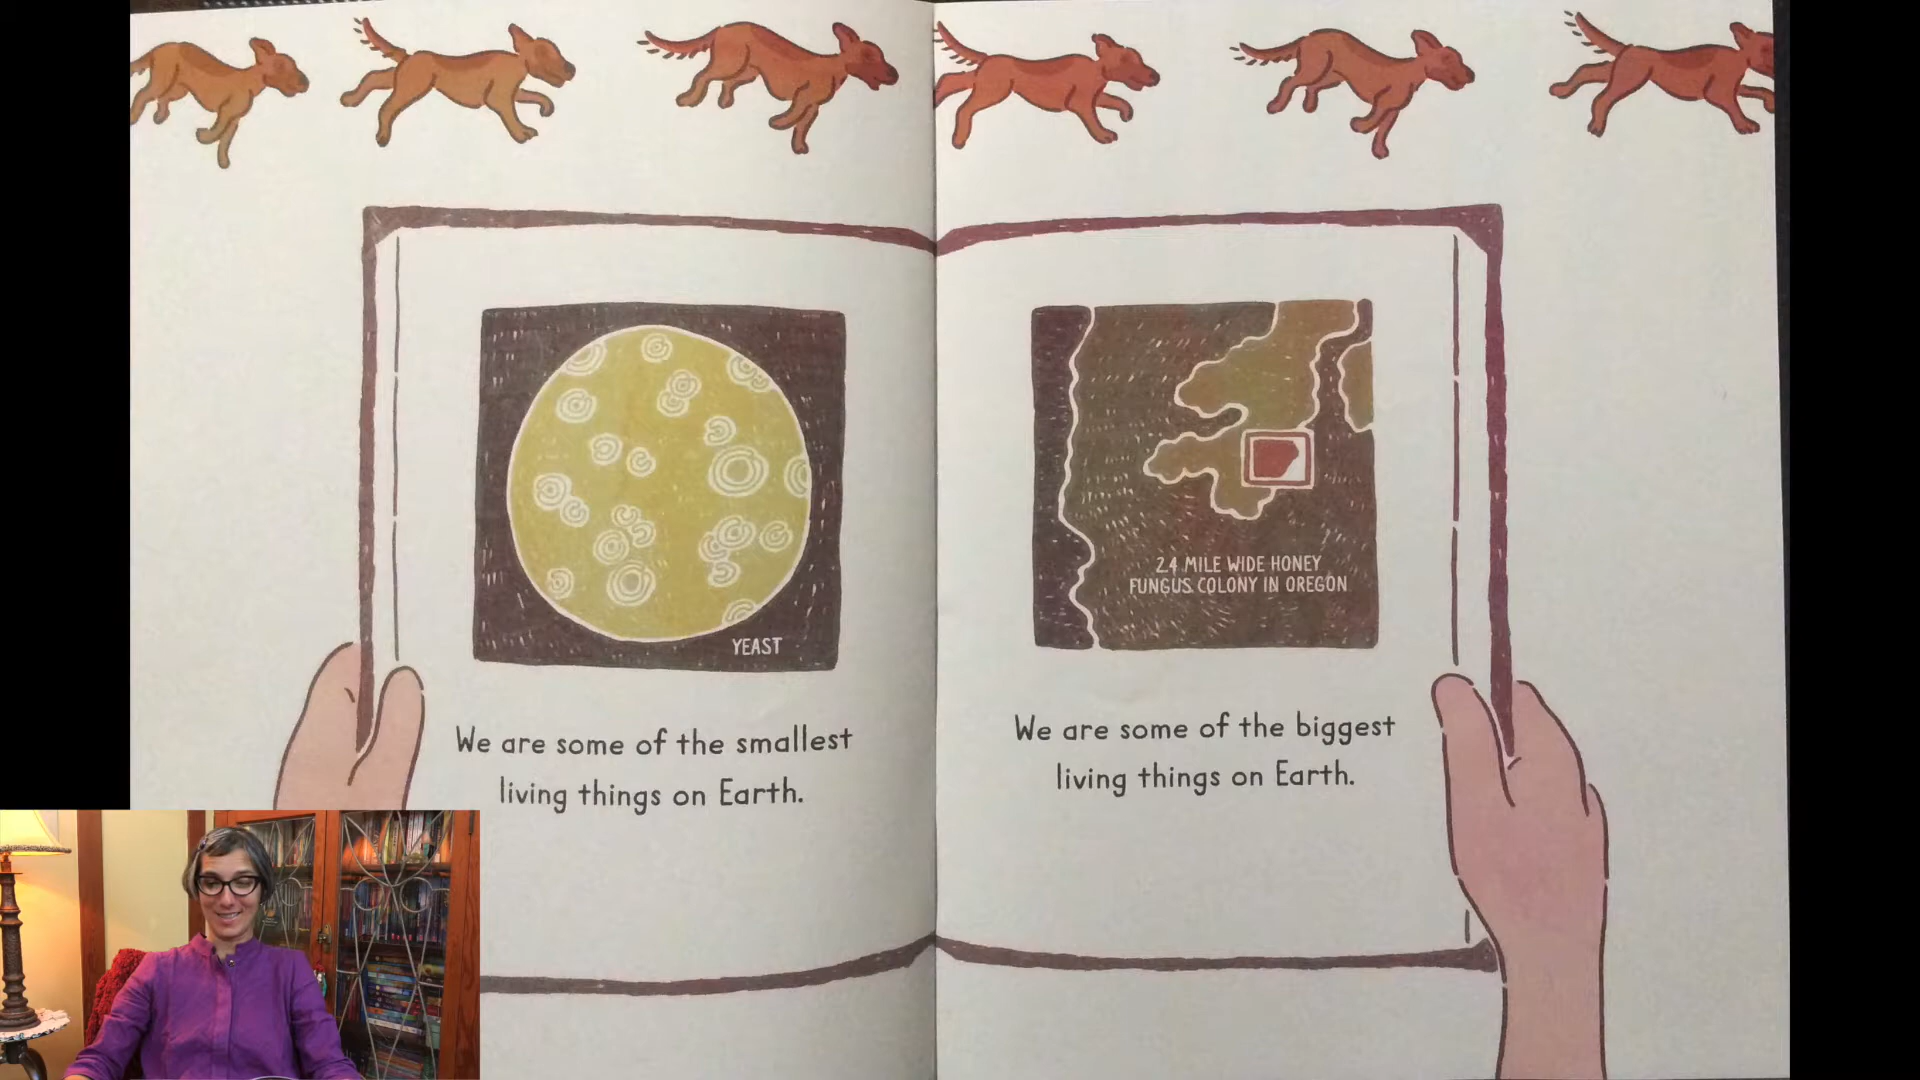 YEAST
We are some of the smallest
living things on Earth.
2.4 MILE WIDE HONEY
FUNGUS COLONY IN OREGON
We are some of the biggest
living things on Earth.